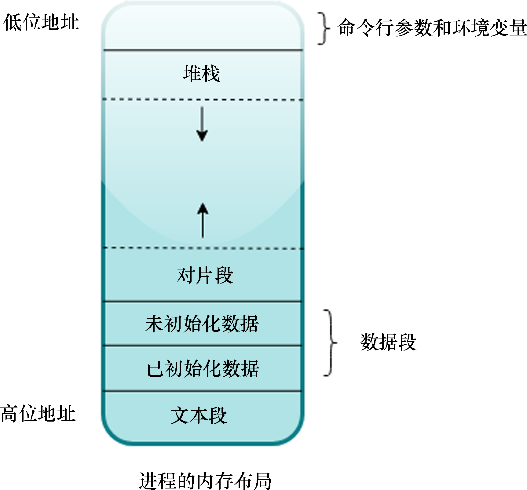 低位地址
命令行参数和环境变量
堆栈
对片段
未初始化数据
数据段
已初始化数据
高位地址
文本段
进程的内存布局